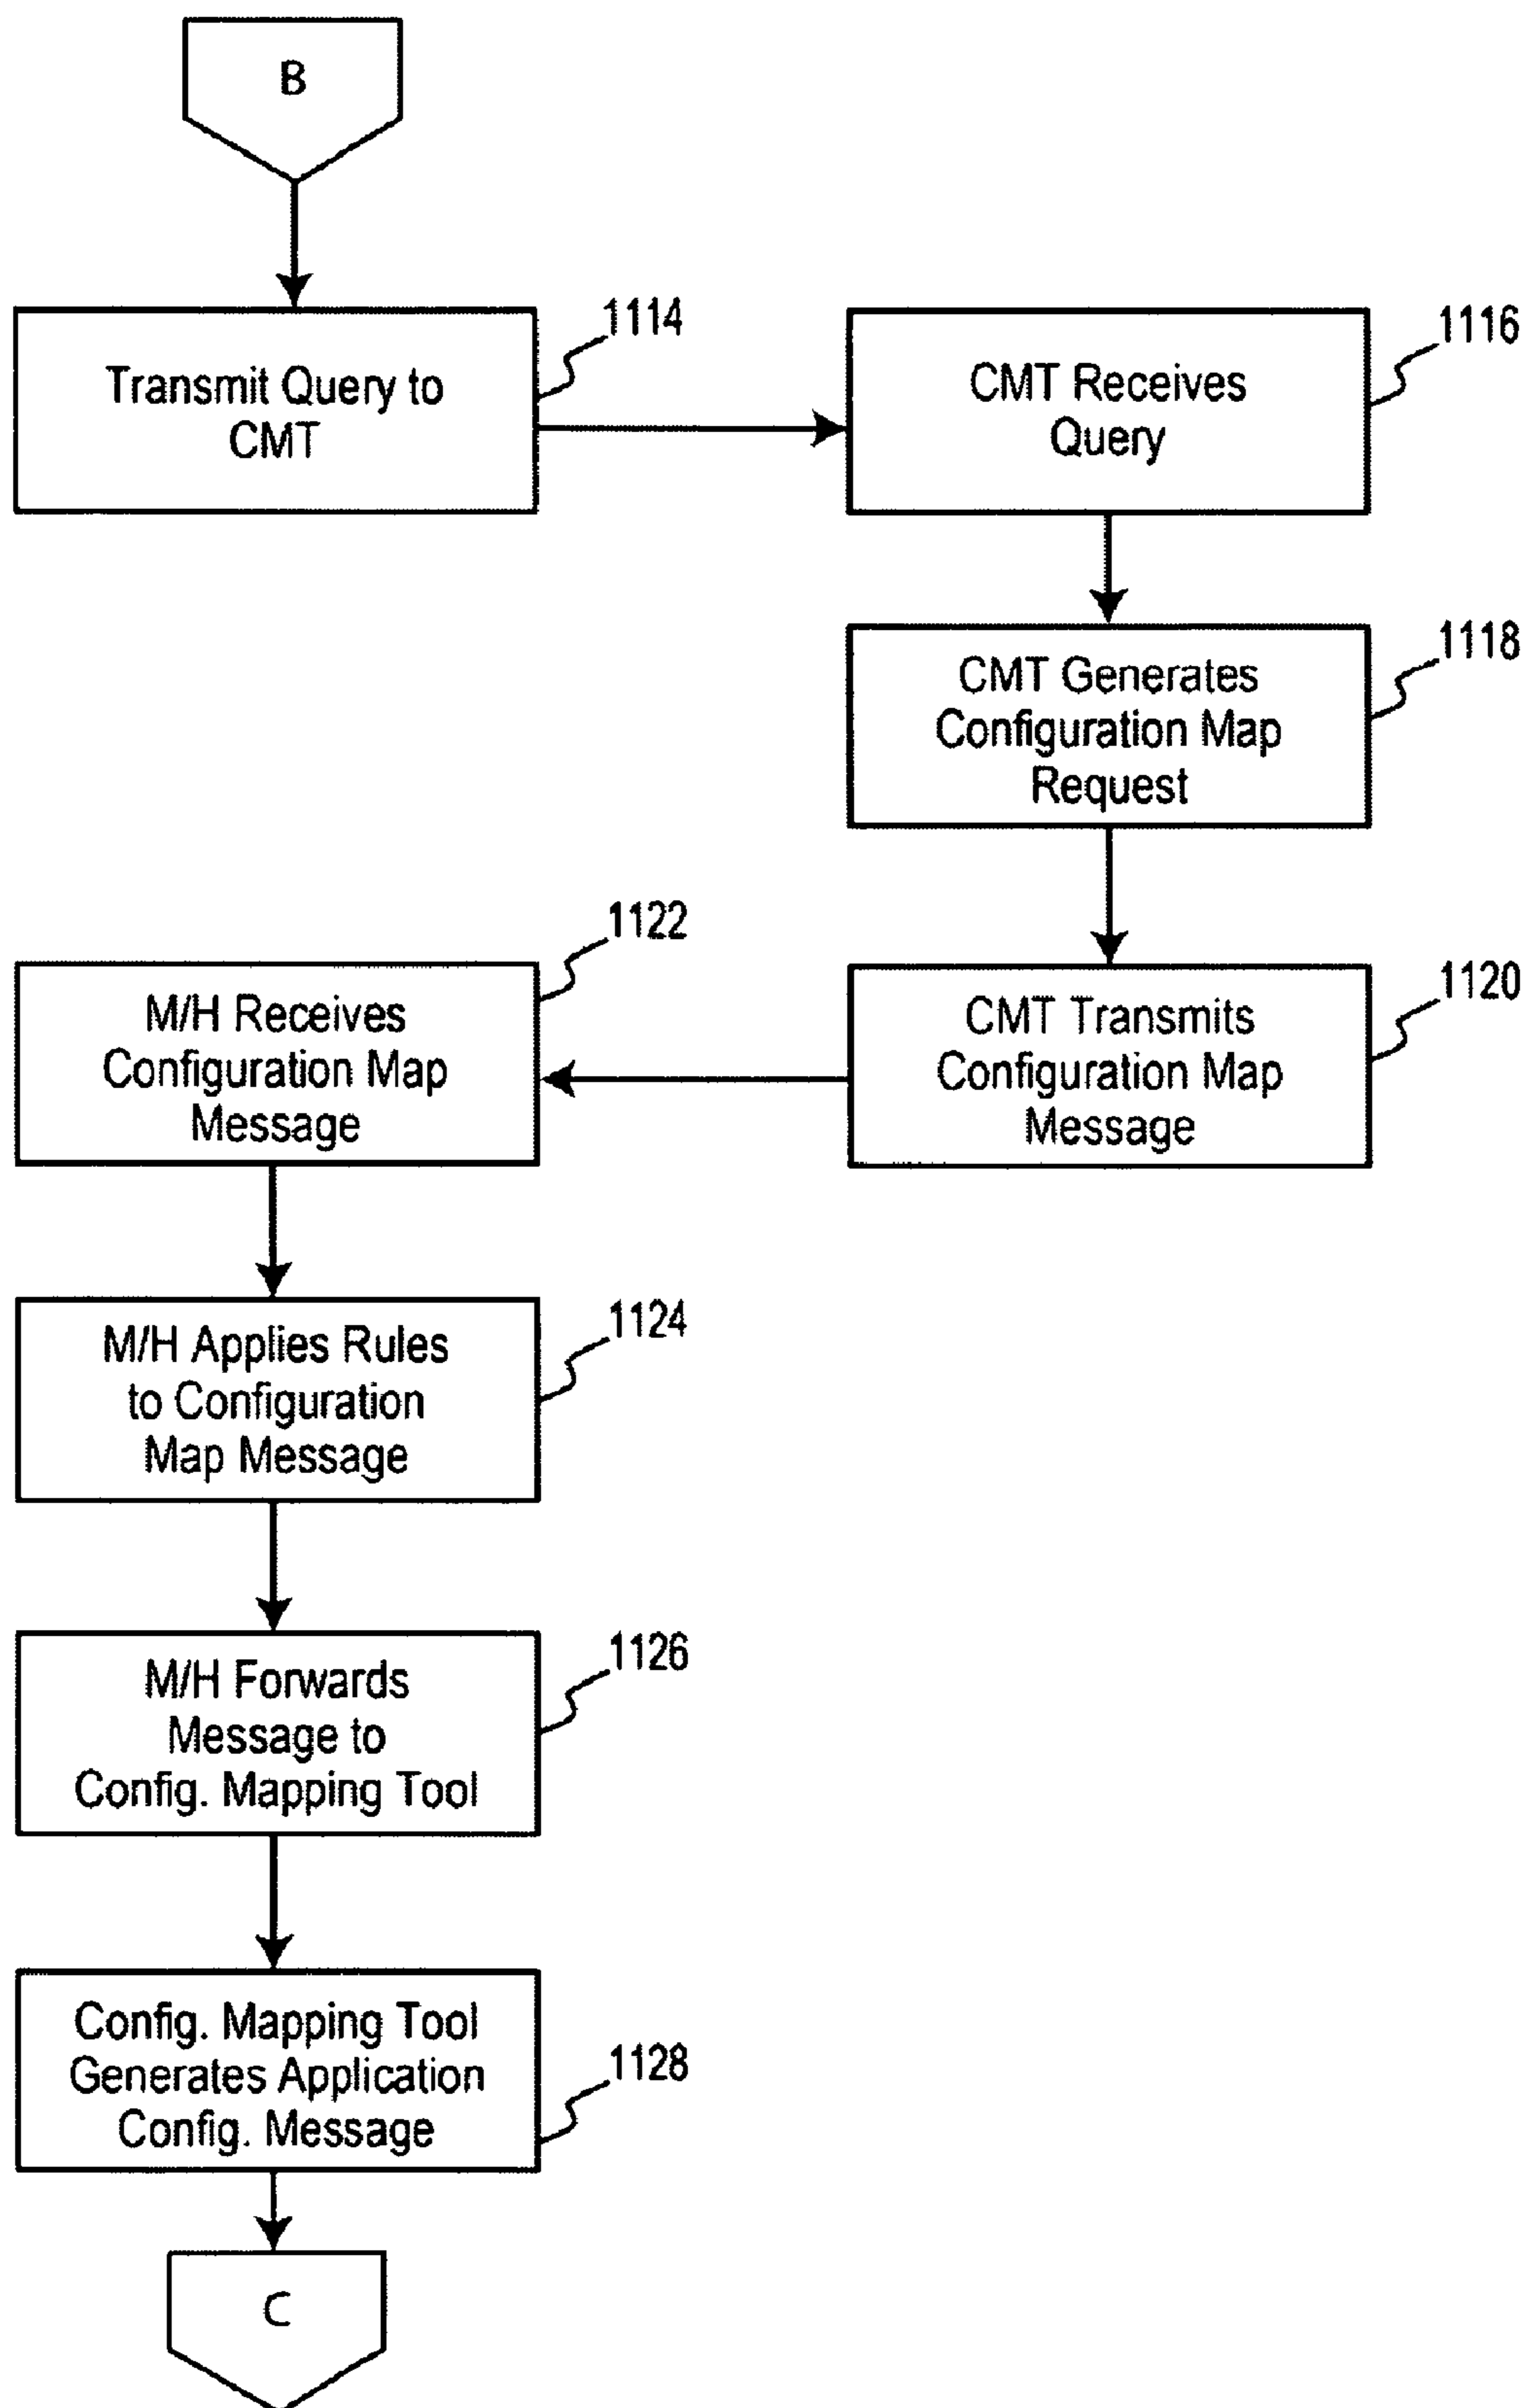 B
1114
Transmit Query to
CMT
1116
CMT Receives
Query
1118
CMT Generates
Configuration Map
Request
1120
CMT Transmits
Configuration Map
Message
1122
M/H Receives
Configuration Map
Message
1124
M/H Applies Rules
to Configuration
Map Message
1126
M/H Forwards
Message to
Config. Mapping Tool
1128
Config. Mapping Tool
Generates Application
Config. Message
C